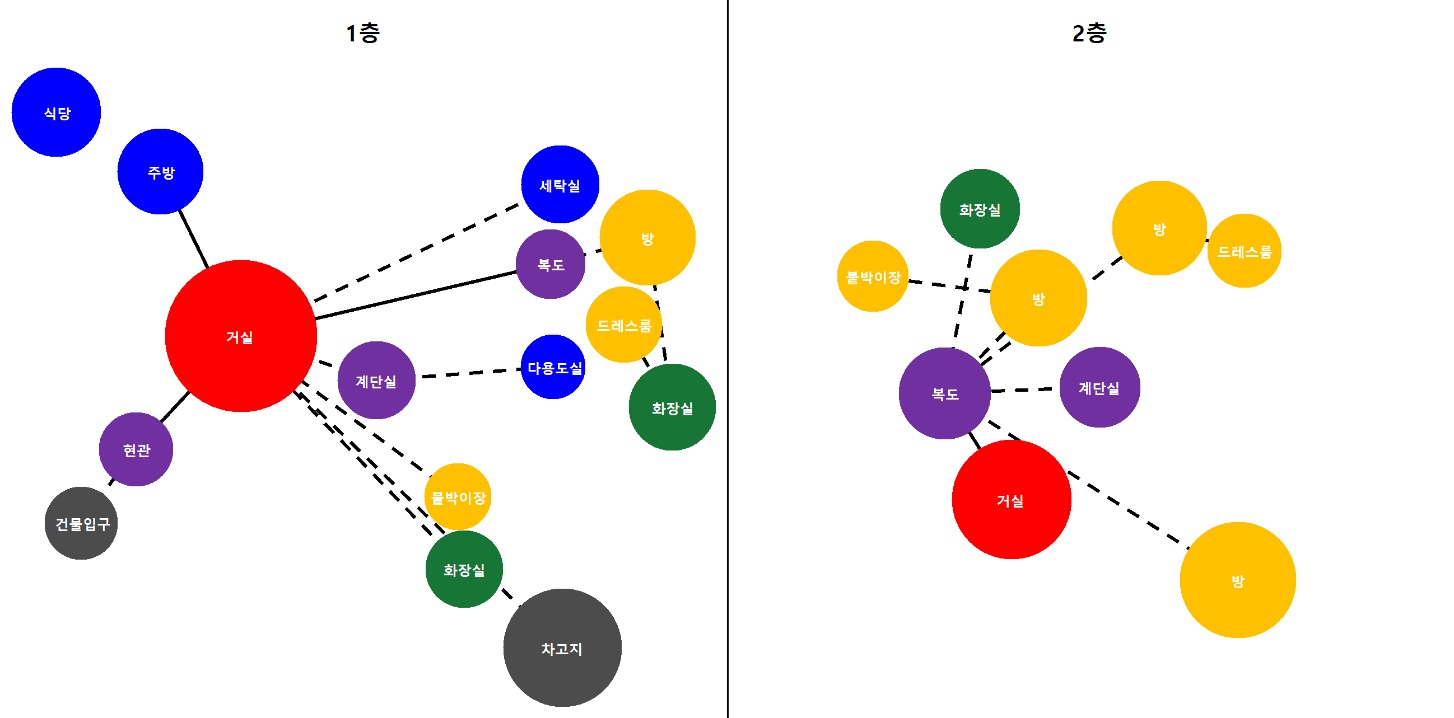 1층
식당
주방
세탁실
방
복도
드레스룸
거실
계단실
다용도실
화장실
현관
붙박이장
건물입구
화장실
차고지
2층
화장실
방
드레스룸
붙박이장
방
복도
계단실
거실
방